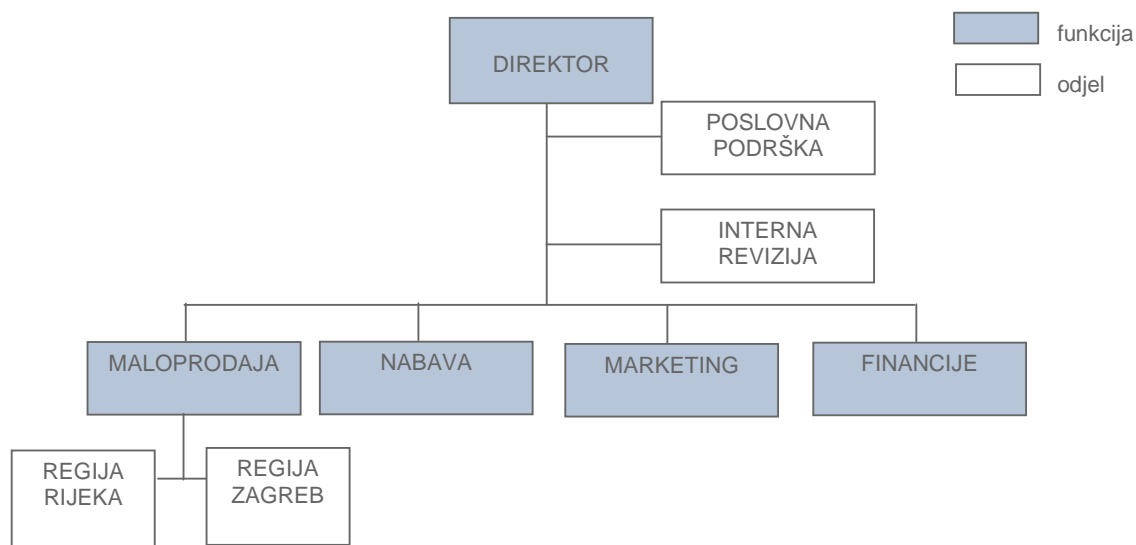 DIREKTOR
funkcija
odjel
POSLOVNA
PODRŠKA
INTERNA
REVIZIJA
MALOPRODAJA
NABAVA
MARKETING
FINANCIJE
REGIJA
RIJEKA
REGIJA
ZAGREB